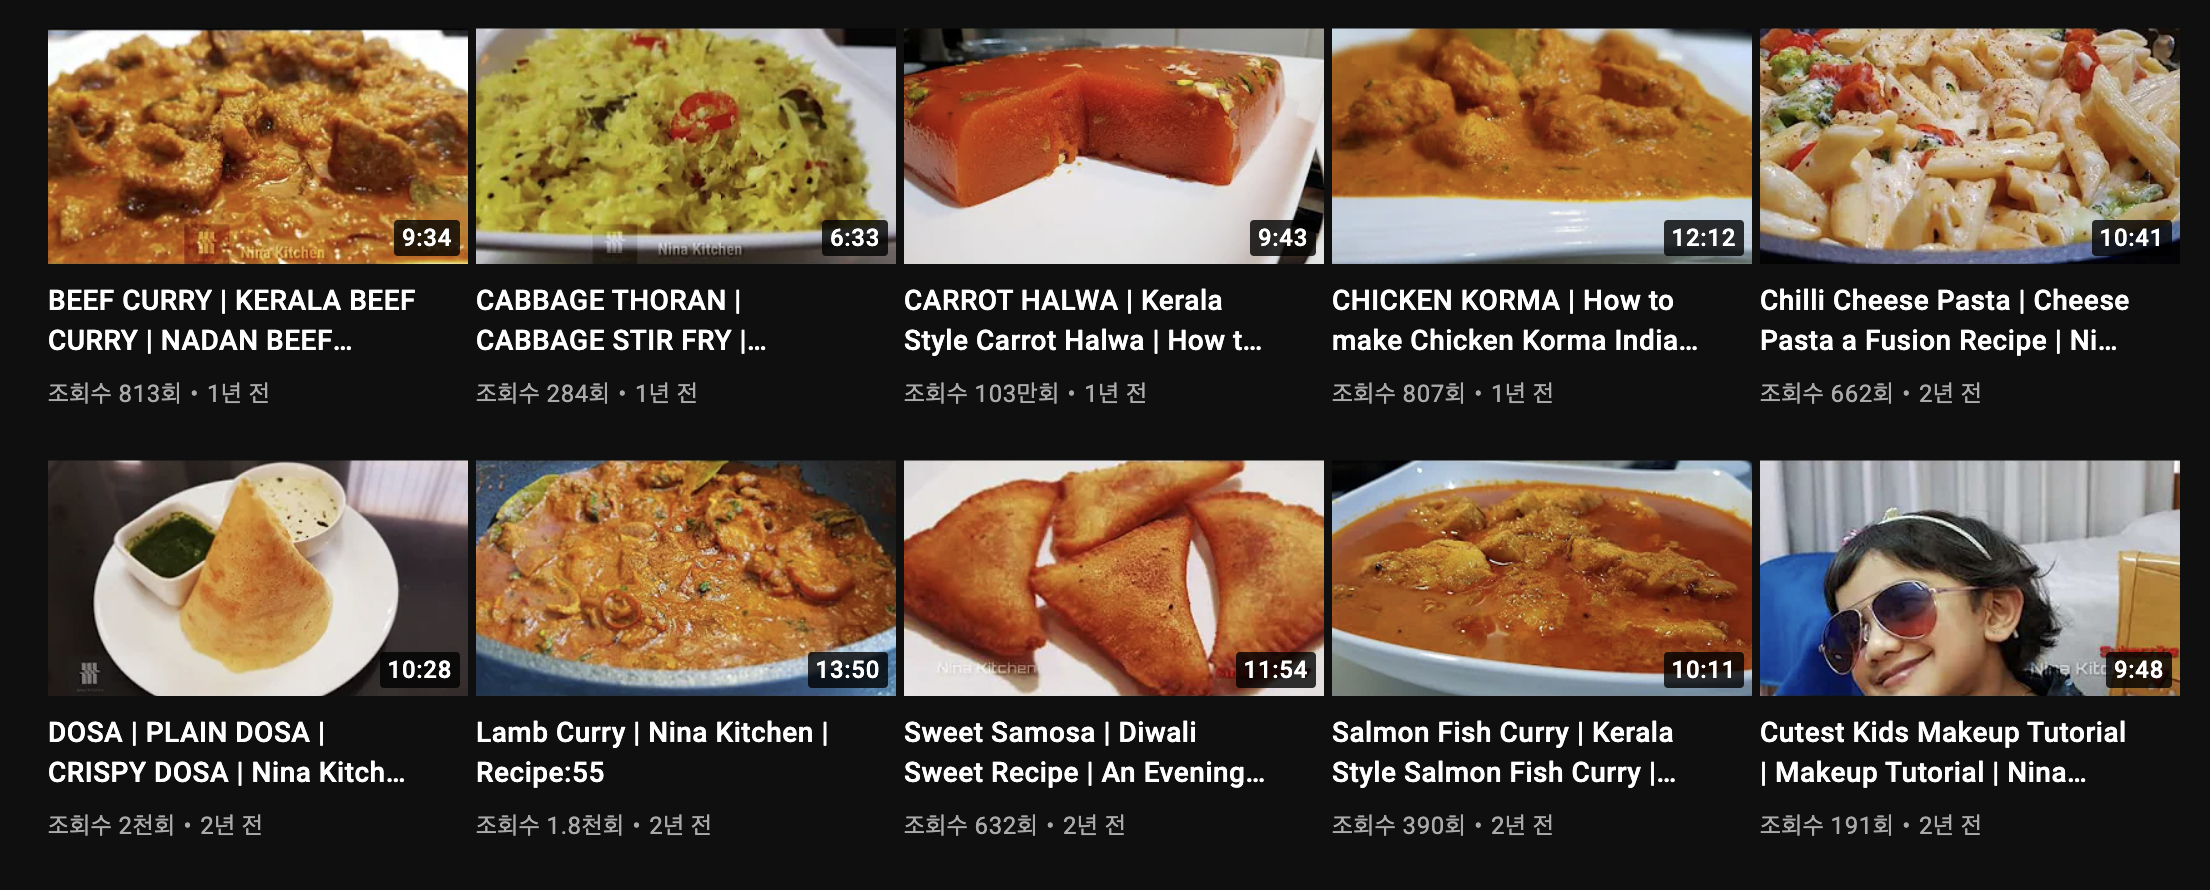 9:34
Nina Kitchen
6:33
Nina Kitchen
9:43
12:12
10:41
BEEF CURRY | KERALA BEEF
CURRY | NADAN BEEF...
조회수 813회 • 1년 전
CABBAGE THORAN |
CABBAGE STIR FRY |...
조회수 284회 • 1년 전
CARROT HALWA | Kerala
Style Carrot Halwa | How t...
조회수 103만회 • 1년 전
CHICKEN KORMA | How to
make Chicken Korma India...
조회수 807회 • 1년 전
Chilli Cheese Pasta | Cheese
Pasta a Fusion Recipe | Ni...
조회수 662회 • 2년 전
10:28
13:50
Nina Kitchen
11:54
10:11
Nina Kitc
9:48
DOSA | PLAIN DOSA |
CRISPY DOSA | Nina Kitch...
조회수 2천회 • 2년 전
Lamb Curry | Nina Kitchen |
Recipe:55
조회수 1.8천회 • 2년 전
Sweet Samosa | Diwali
Sweet Recipe | An Evening...
조회수 632회 • 2년 전
Salmon Fish Curry | Kerala
Style Salmon Fish Curry |...
조회수 390회 • 2년 전
Cutest Kids Makeup Tutorial
| Makeup Tutorial | Nina...
조회수 191회 • 2년 전